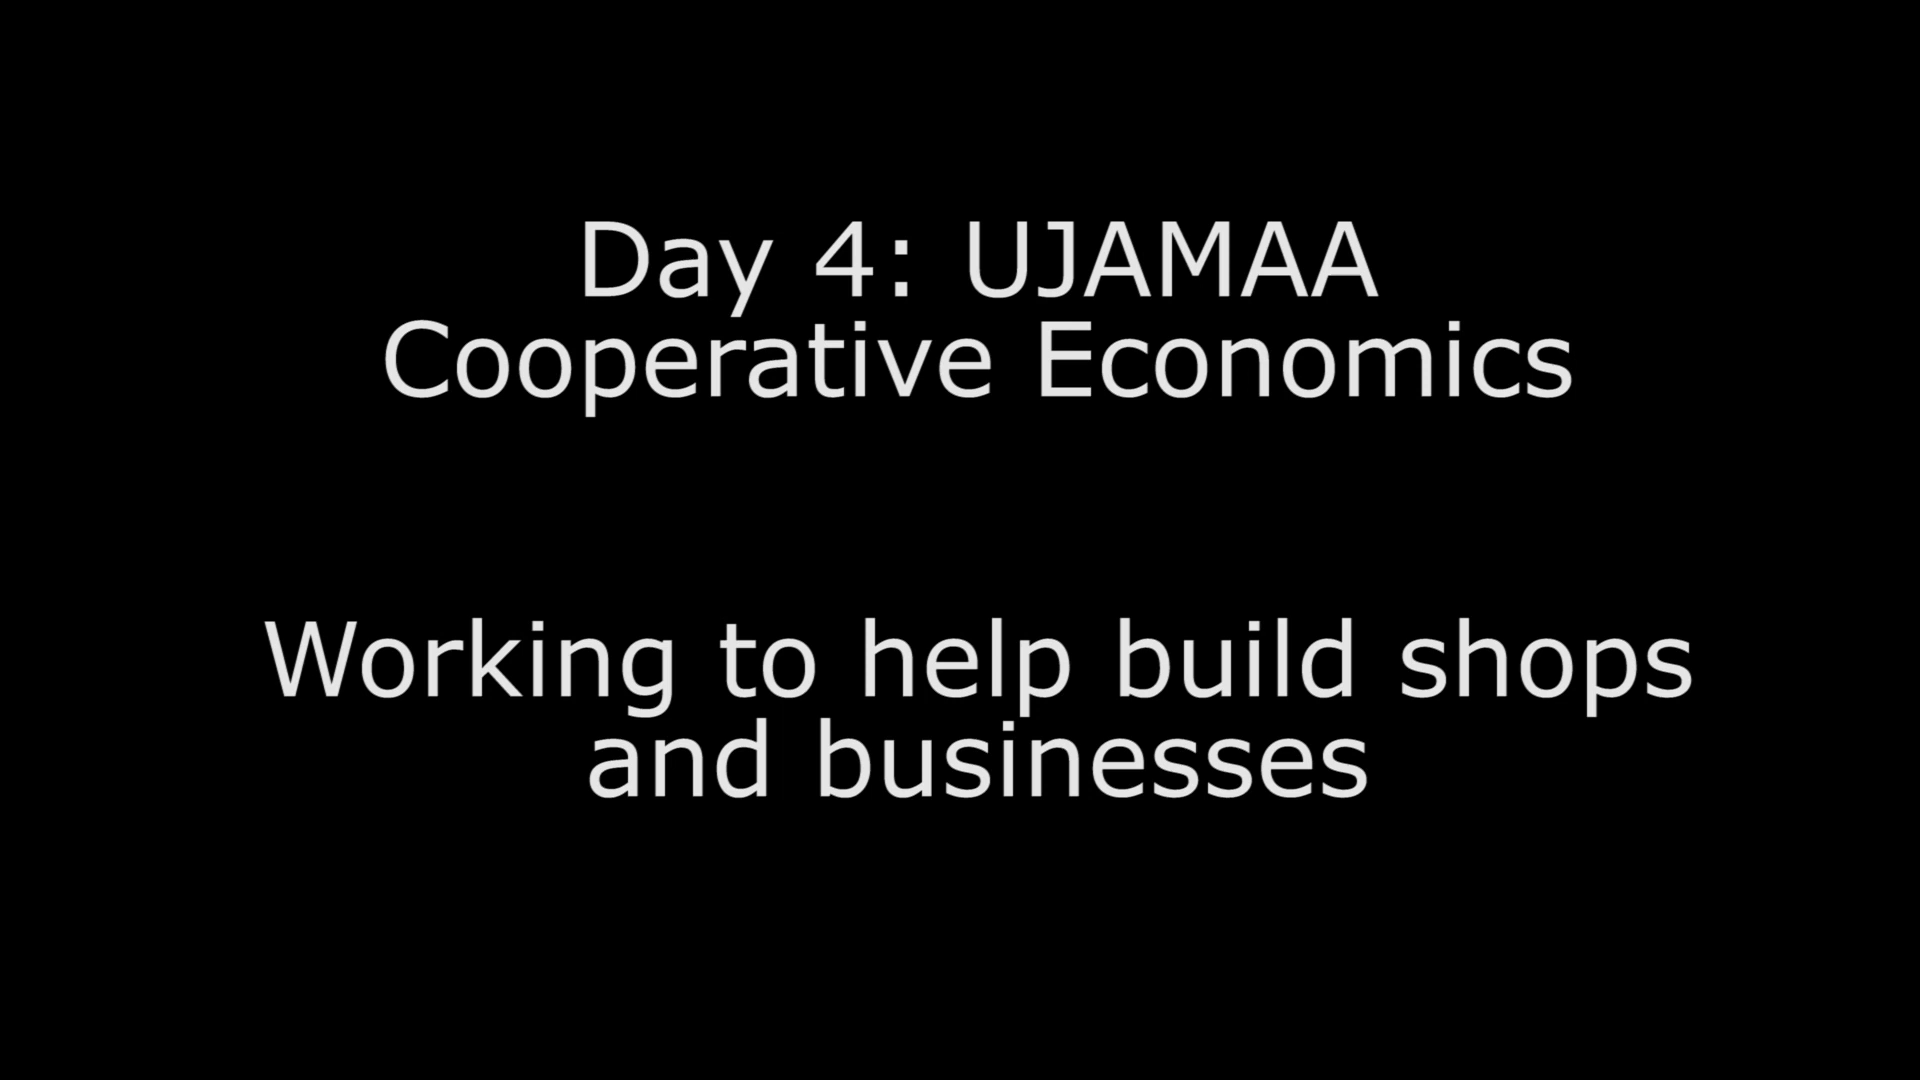 Day 4: UJAMAA
Cooperative Economics
Working to help build shops
and businesses